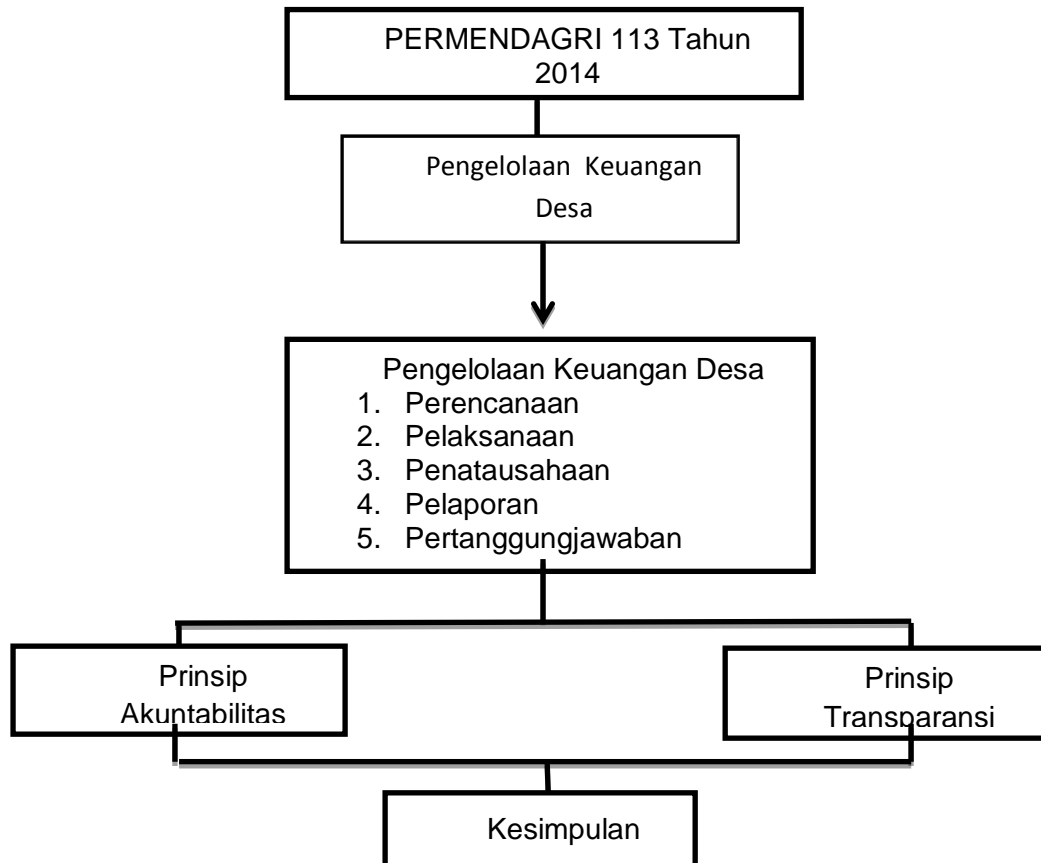 PERMENDAGRI 113 Tahun
2014
Pengelolaan Keuangan
Desa
Pengelolaan Keuangan Desa
1. Perencanaan
2. Pelaksanaan
3. Penatausahaan
4. Pelaporan
5. Pertanggungjawaban
Prinsip
Akuntabilitas
Prinsip
Transparansi
Kesimpulan